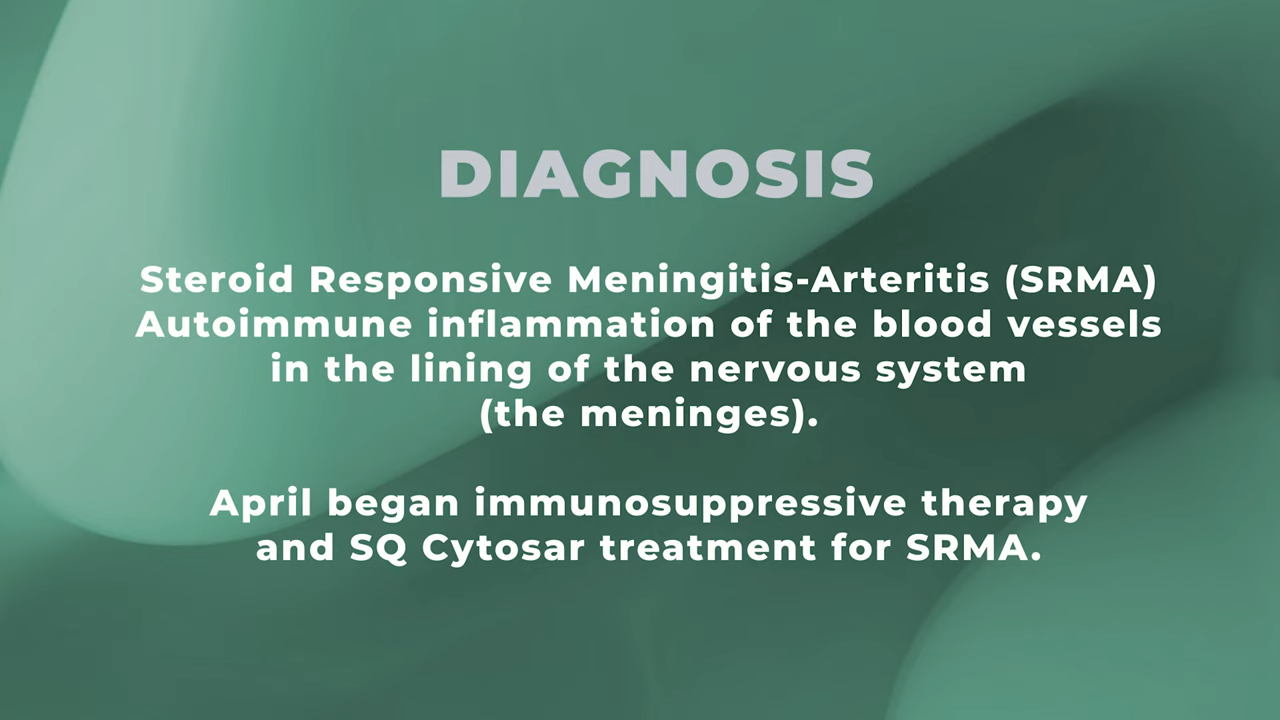 DIAGNOSIS
Steroid Responsive Meningitis-Arteritis (SRMA)
Autoimmune inflammation of the blood vessels
in the lining of the nervous system
(the meninges).
April began immunosuppressive therapy
and SQ Cytosar treatment for SRMA.